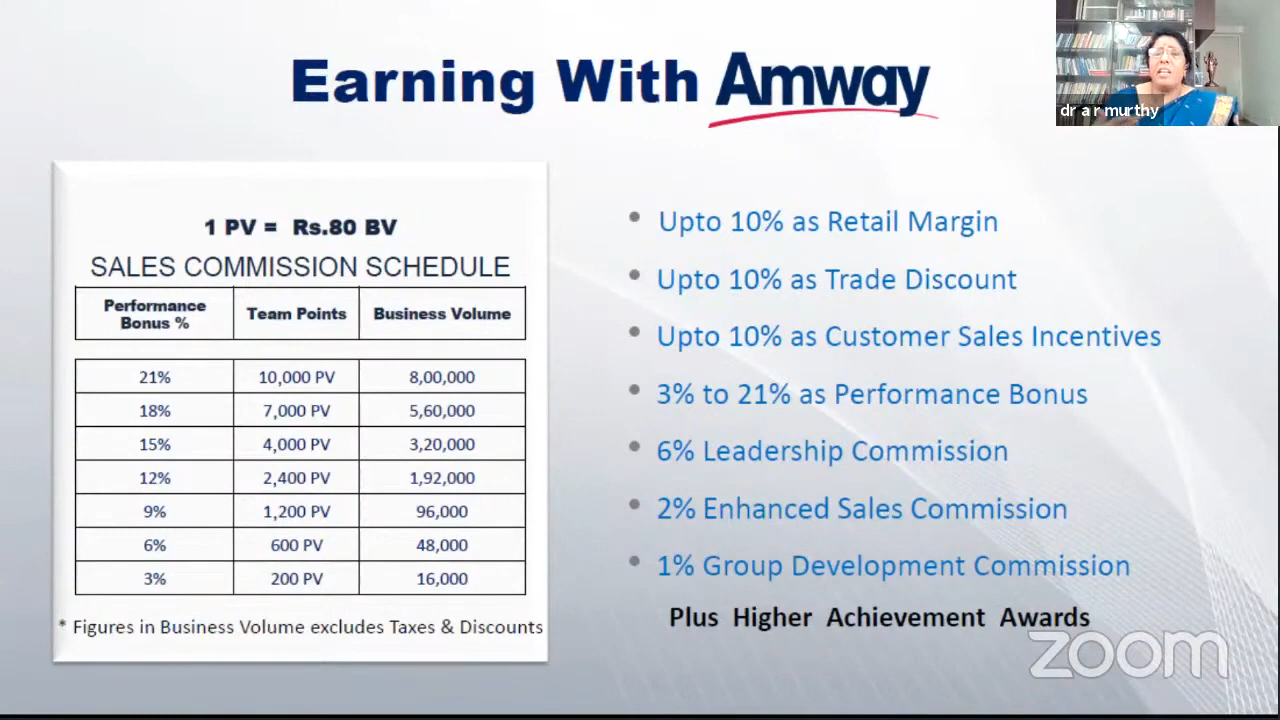 Earning With Amway
dr a r murthy
1 PV = Rs.80 BV
SALES COMMISSION SCHEDULE
Performance Bonus % Team Points Business Volume
21% 10,000 PV 8,00,000
18% 7,000 PV 5,60,000
15% 4,000 PV 3,20,000
12% 2,400 PV 1,92,000
9% 1,200 PV 96,000
6% 600 PV 48,000
3% 200 PV 16,000
* Figures in Business Volume excludes Taxes & Discounts
• Upto 10% as Retail Margin
• Upto 10% as Trade Discount
• Upto 10% as Customer Sales Incentives
• 3% to 21% as Performance Bonus
• 6% Leadership Commission
• 2% Enhanced Sales Commission
• 1% Group Development Commission
Plus Higher Achievement Awards
zoom